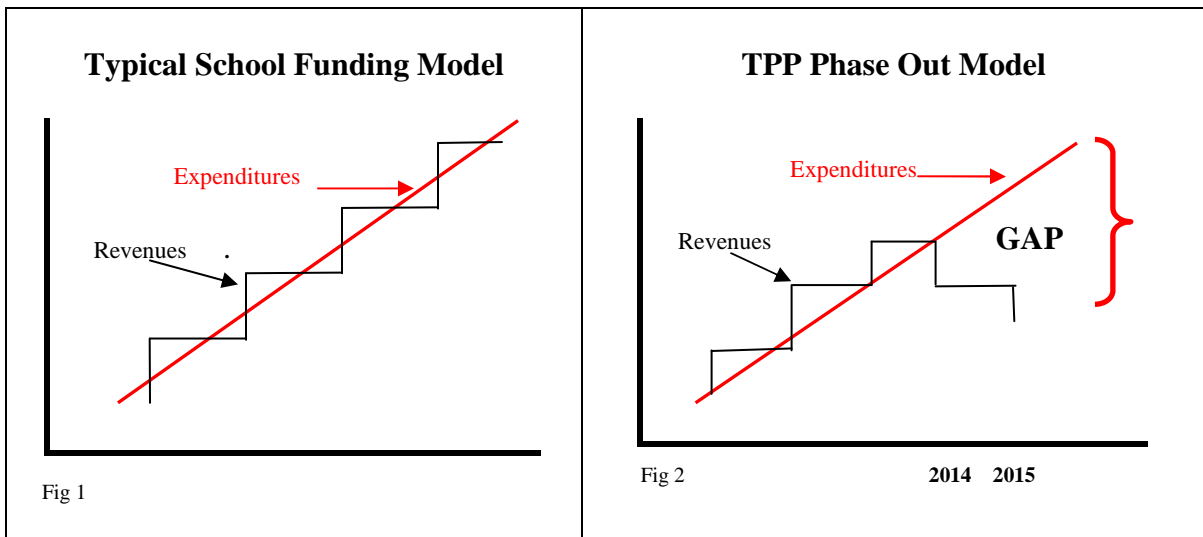 Typical School Funding Model
Expenditures
Revenues .
Fig 1
TPP Phase Out Model
Expenditures
Revenues
GAP
Fig 2
2014 2015